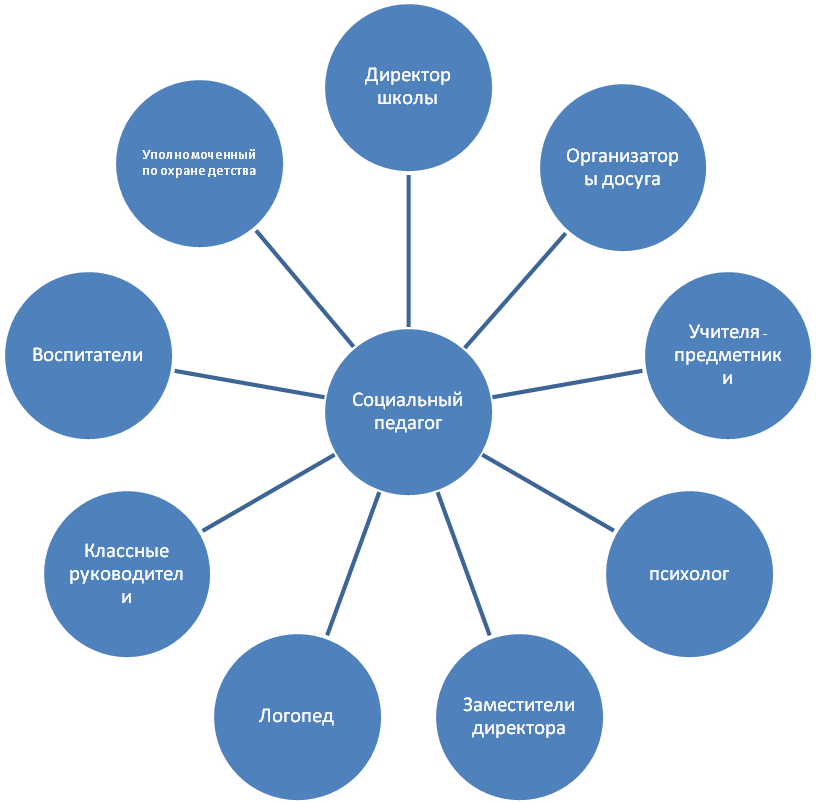 Директор
школы
Уполномоченный
по охране детства
Организатор
ы досуга
Воспитатели
Учителя -
предметник
и
Социальный
педагог
Классные
руководител
и
психолог
Логопед
Заместители
директора